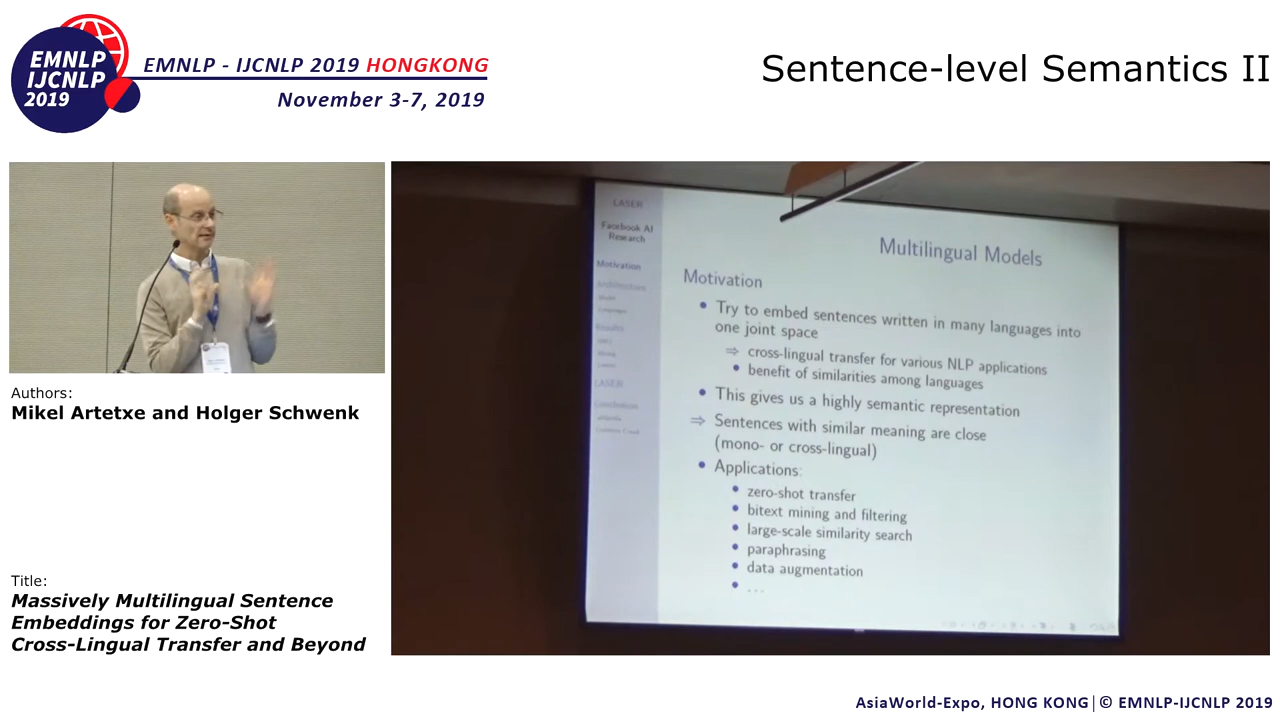 EMNLP
IJCNLP
2019
EMNLP - IJCNLP 2019 HONGKONG
November 3-7, 2019
Sentence-level Semantics II
Authors:
Mikel Artetxe and Holger Schwenk
Title:
Massively Multilingual Sentence
Embeddings for Zero-Shot
Cross-Lingual Transfer and Beyond
LASER
Facebook AI
Research
Motivation
Architecture
Results
LASER
Conclusion
Multilingual Models
Motivation
• Try to embed sentences written in many languages into
one joint space
⇒ cross-lingual transfer for various NLP applications
• benefit of similarities among languages
• This gives us a highly semantic representation
⇒ Sentences with similar meaning are close
(mono- or cross-lingual)
• Applications:
• zero-shot transfer
• bitext mining and filtering
• large-scale similarity search
• paraphrasing
• data augmentation
• ...
AsiaWorld-Expo, HONG KONG│© EMNLP-IJCNLP 2019